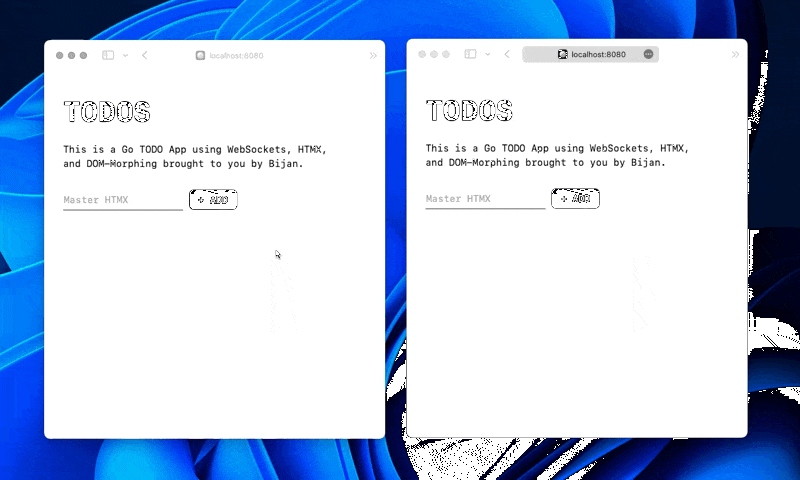 localhost:8080
TODOS
This is a Go TODO App using WebSockets, HTMX,
and DOM-Morphing brought to you by Bijan.
Master HTMX
+ ADD
localhost:8080
TODOS
This is a Go TODO App using WebSockets, HTMX,
and DOM-Morphing brought to you by Bijan.
Master HTMX
+ ADD